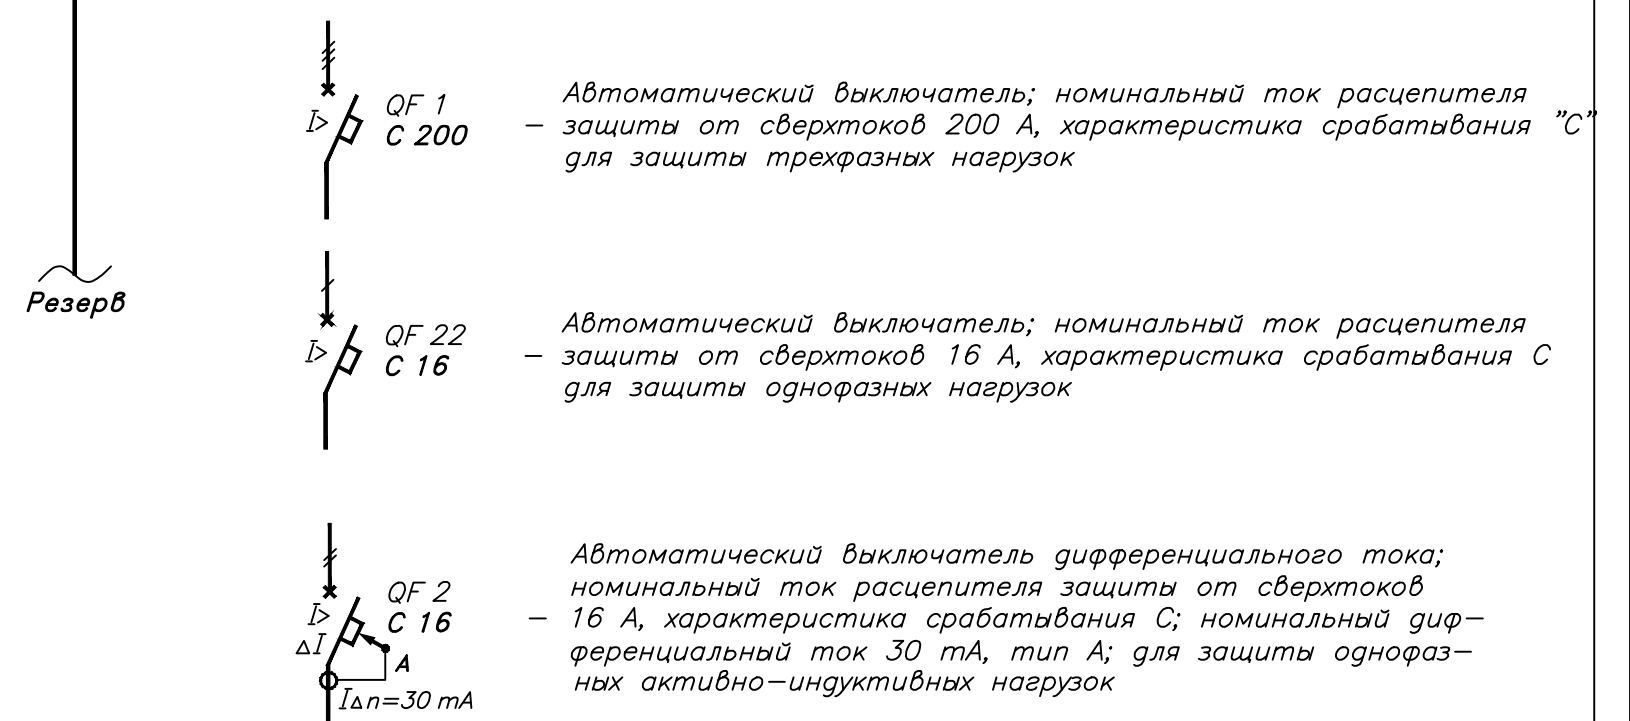 Резерв
I>
QF 1
C 200
Автоматический выключатель; номинальный ток расцепителя
– защиты от сверхтоков 200 А, характеристика срабатывания "С"
для защиты трехфазных нагрузок
I>
QF 22
C 16
Автоматический выключатель; номинальный ток расцепителя
– защиты от сверхтоков 16 А, характеристика срабатывания С
для защиты однофазных нагрузок
I>
ΔI
QF 2
C 16
A
IΔn=30 mA
Автоматический выключатель дифференциального тока;
номинальный ток расцепителя защиты от сверхтоков
– 16 А, характеристика срабатывания С; номинальный диф–
ференциальный ток 30 mA, тип А; для защиты однофаз–
ных активно–индуктивных нагрузок